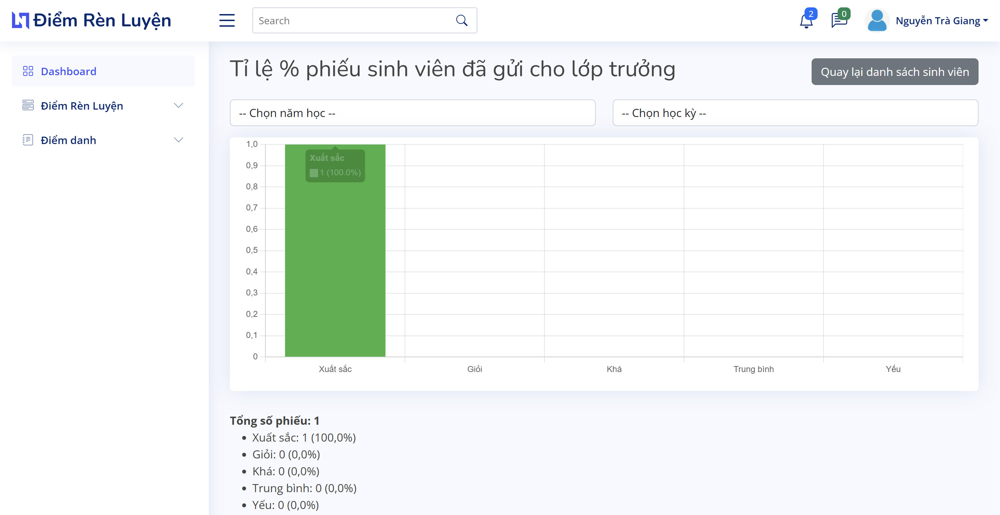 Điểm Rèn Luyện
Search
2
0
Nguyễn Trà Giang
Dashboard
Điểm Rèn Luyện
Điểm danh
Tỉ lệ % phiếu sinh viên đã gửi cho lớp trưởng
Quay lại danh sách sinh viên
-- Chọn năm học --
-- Chọn học kỳ --
1,0
0,9
0,8
0,7
0,6
0,5
0,4
0,3
0,2
0,1
0
Xuất sắc
1 (100.0%)
Xuất sắc Giỏi Khá Trung bình Yếu
Tổng số phiếu: 1
Xuất sắc: 1 (100,0%)
Giỏi: 0 (0,0%)
Khá: 0 (0,0%)
Trung bình: 0 (0,0%)
Yếu: 0 (0,0%)